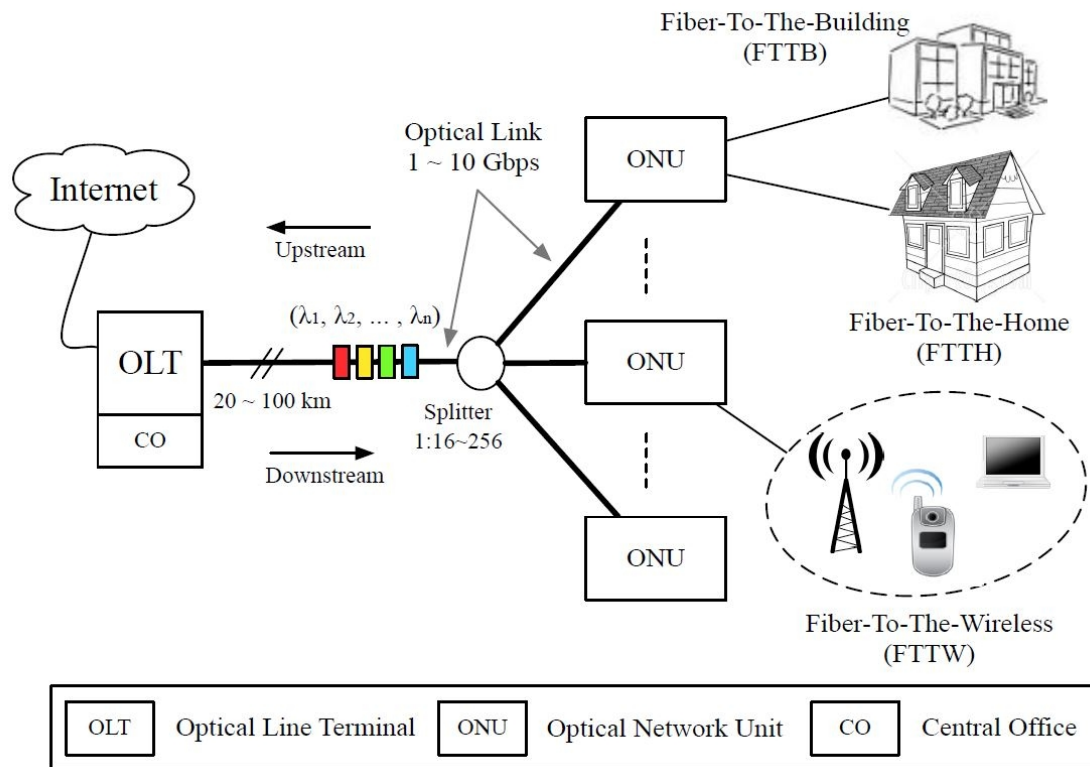 Fiber-To-The-Building
(FTTB)
Optical Link
1 ~ 10 Gbps
ONU
Internet
Upstream
(λ1, λ2, ... , λn)
Fiber-To-The-Home
(FTTH)
OLT
ONU
20 ~ 100 km
Splitter
1:16~256
CO
Downstream
ONU
Fiber-To-The-Wireless
(FTTW)
OLT Optical Line Terminal ONU Optical Network Unit CO Central Office